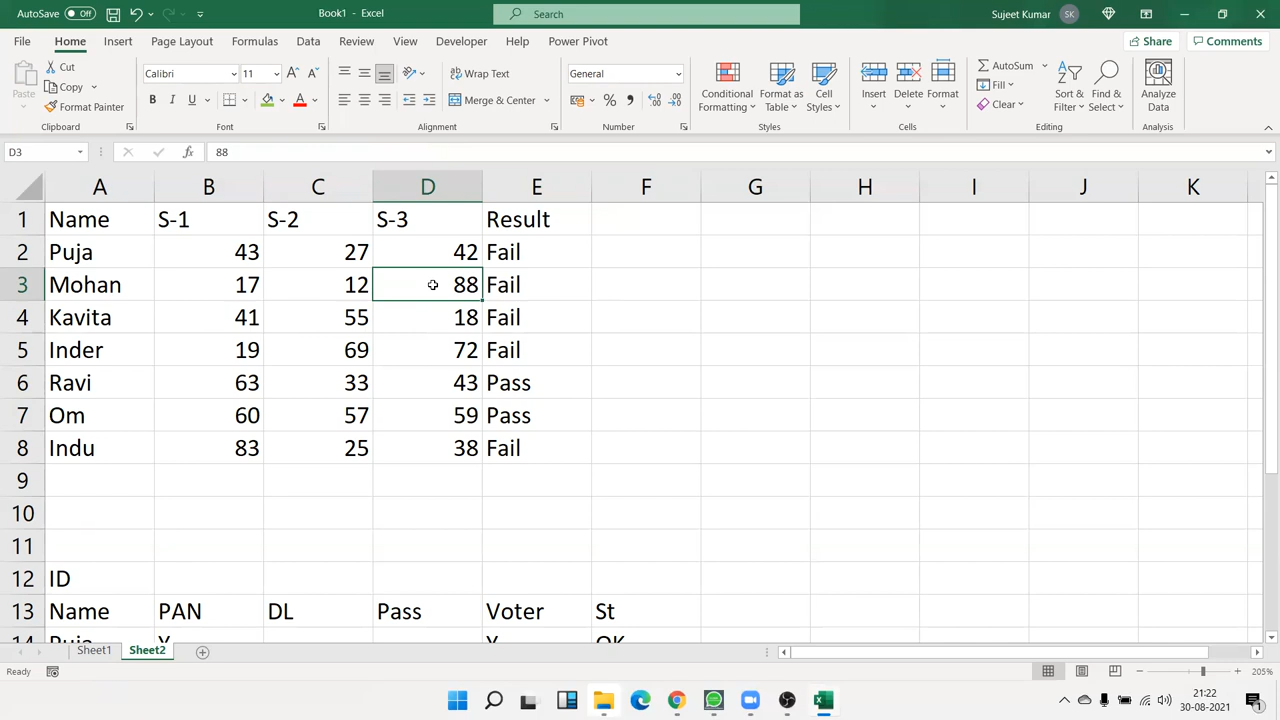 AutoSave Off Book1 - Excel Search Sujeet Kumar SK
File Home Insert Page Layout Formulas Data Review View Developer Help Power Pivot Share Comments
Paste Cut Copy Format Painter Clipboard
Calibri 11 B I U A Font
Wrap Text Merge & Center Alignment
General % , Number
Conditional Formatting Format as Table Cell Styles Styles
Insert Delete Format Cells
AutoSum Fill Clear Sort & Filter Find & Select Editing
Analyze Data Analysis
D3 fx 88
A B C D E F G H I J K
1 Name S-1 S-2 S-3 Result
2 Puja 43 27 42 Fail
3 Mohan 17 12 88 Fail
4 Kavita 41 55 18 Fail
5 Inder 19 69 72 Fail
6 Ravi 63 33 43 Pass
7 Om 60 57 59 Pass
8 Indu 83 25 38 Fail
9
10
11
12 ID
13 Name PAN DL Pass Voter St
14 Puja Y Y OK
Sheet1 Sheet2
Ready 205%
21:22
30-08-2021